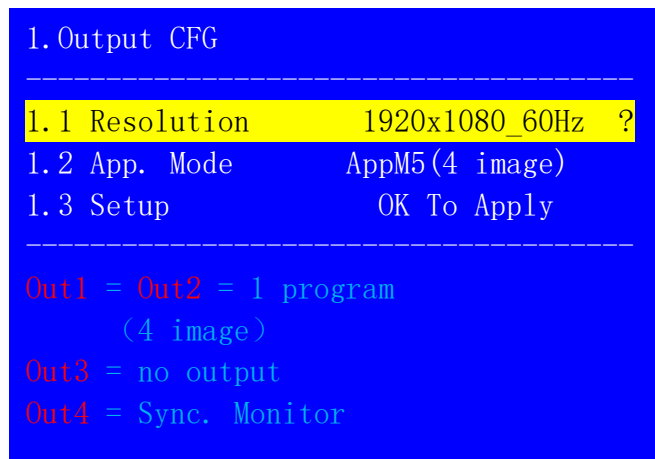 1.Output CFG
1.1 Resolution 1920x1080_60Hz ?
1.2 App. Mode AppM5(4 image)
1.3 Setup OK To Apply
Out1 = Out2 = 1 program
（4 image）
Out3 = no output
Out4 = Sync. Monitor